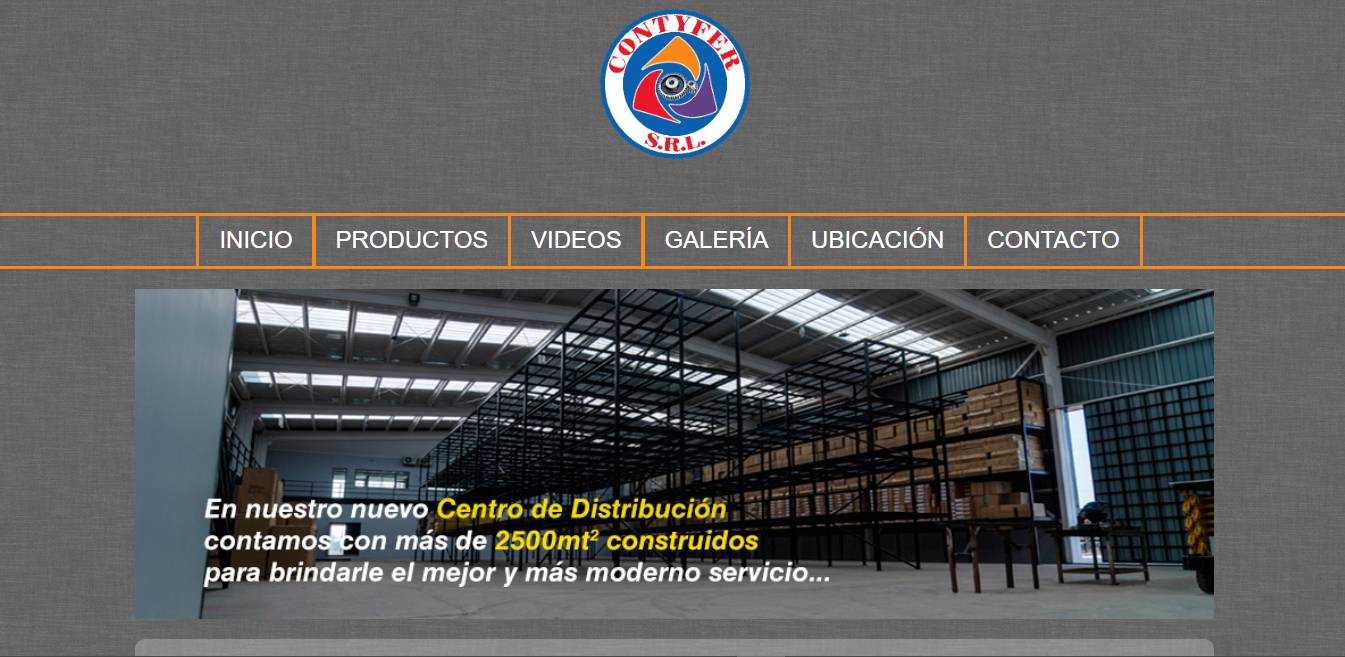 CONTYFER
S.R.L.
INICIO PRODUCTOS VIDEOS GALERÍA UBICACIÓN CONTACTO
En nuestro nuevo Centro de Distribución
contamos con más de 2500mt² construidos
para brindarle el mejor y más moderno servicio...